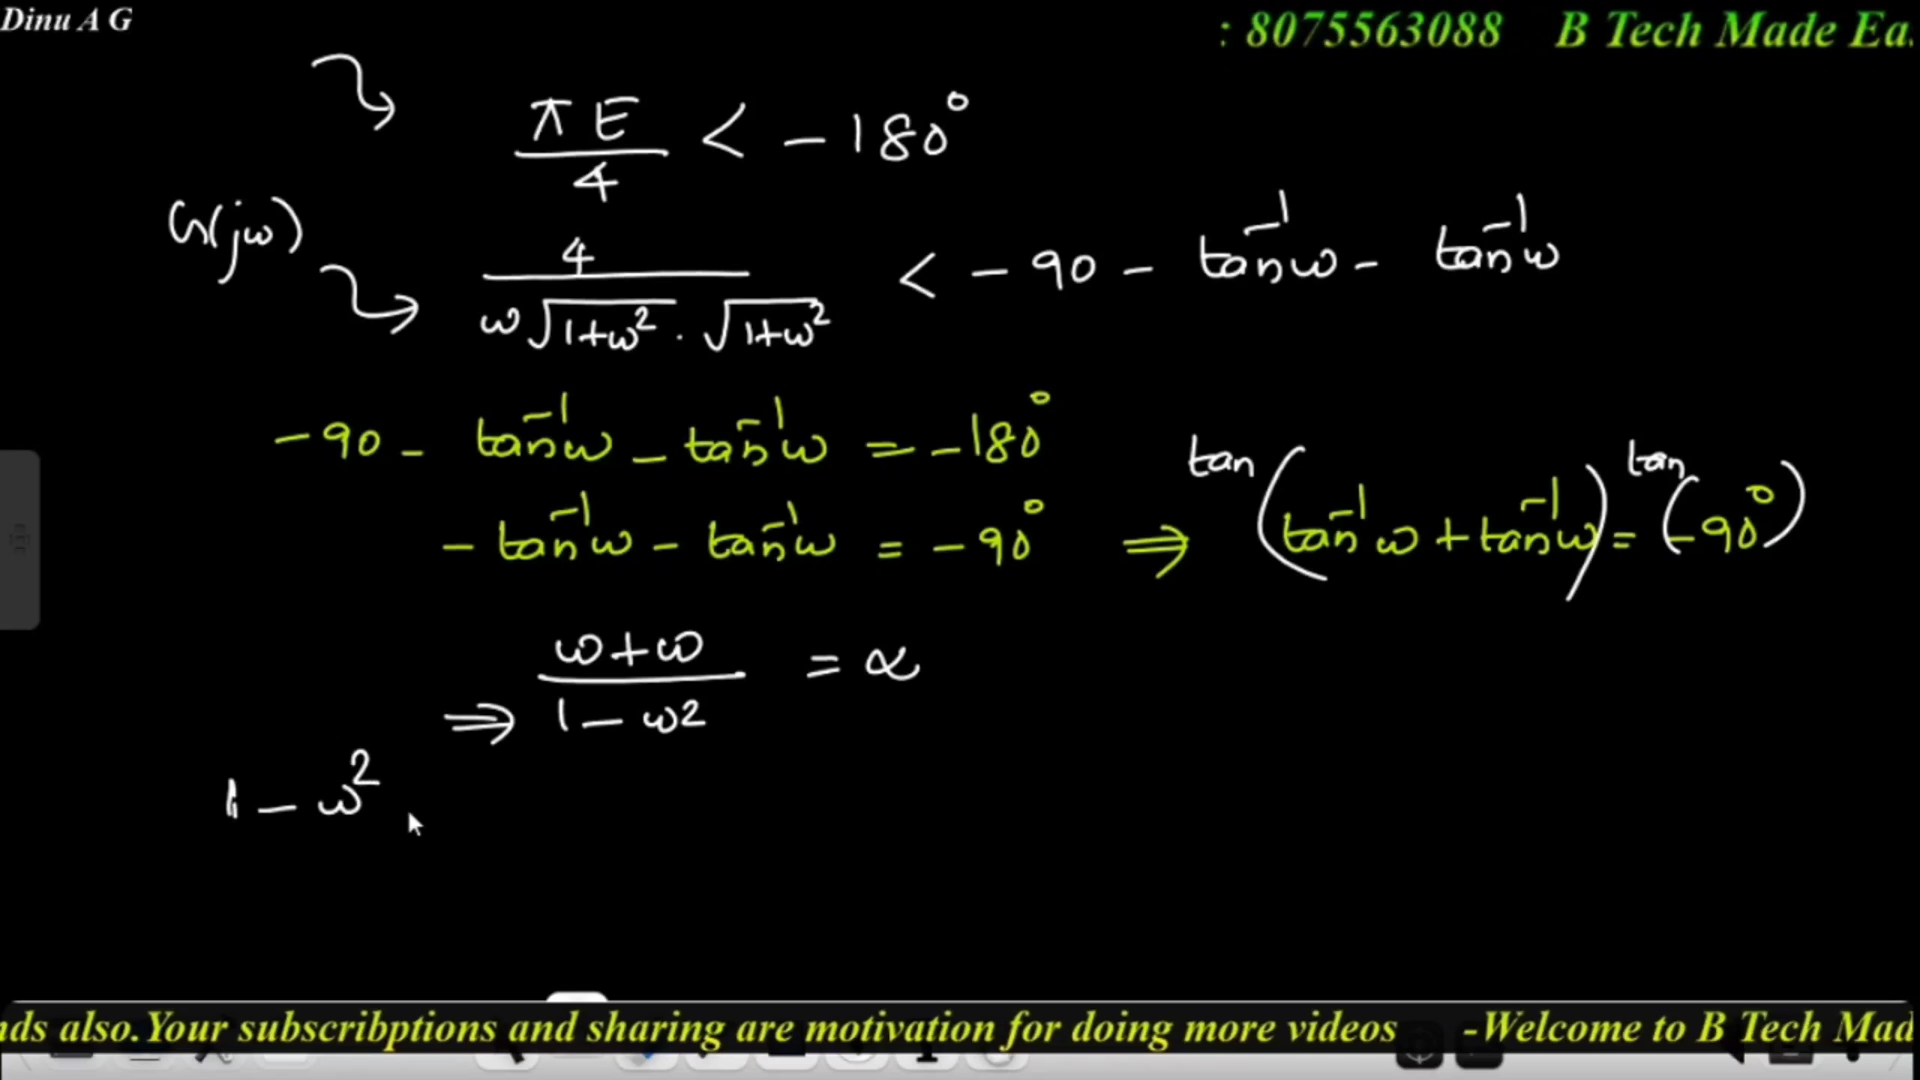 Dinu A G
: 8075563088 B Tech Made Ea
πE/4 < -180°
G(jω)
4/(ω√(1+ω²) . √(1+ω²)) < -90 - tan⁻¹ω - tan⁻¹ω
-90 - tan⁻¹ω - tan⁻¹ω = -180°
-tan⁻¹ω - tan⁻¹ω = -90° ⇒ tan(tan⁻¹ω + tan⁻¹ω) = tan(-90°)
⇒ (ω+ω)/(1-ω2) = ∝
1 - ω²
nds also.Your subscribptions and sharing are motivation for doing more videos -Welcome to B Tech Mad